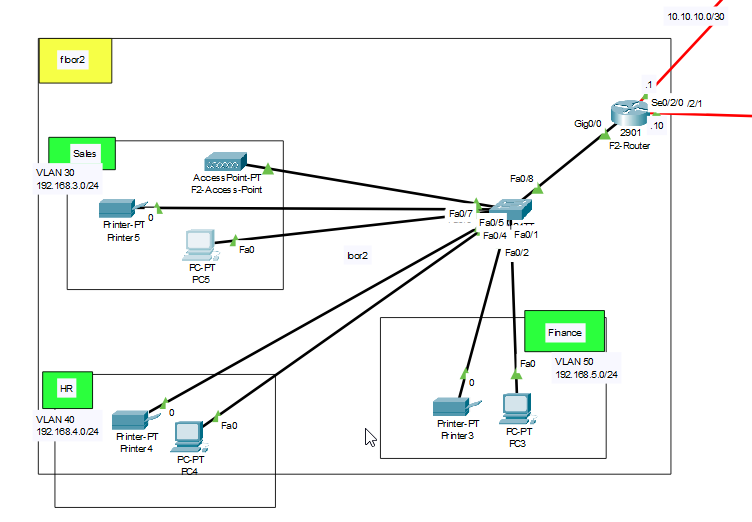 10.10.10.0/30
floor2
.1
Se0/2/0
/2/1
.10
Gig0/0
2901
F2-Router
Sales
VLAN 30
192.168.3.0/24
AccessPoint-PT
F2-Access-Point
Fa0/8
0
Printer-PT
Printer5
Fa0/7
Fa0/5
Fa0/1
Fa0/4
Fa0/2
Fa0
PC-PT
PC5
loor2
Finance
VLAN 50
192.168.5.0/24
Fa0
0
Printer-PT
Printer3
PC-PT
PC3
HR
VLAN 40
192.168.4.0/24
0
Fa0
Printer-PT
Printer4
PC-PT
PC4